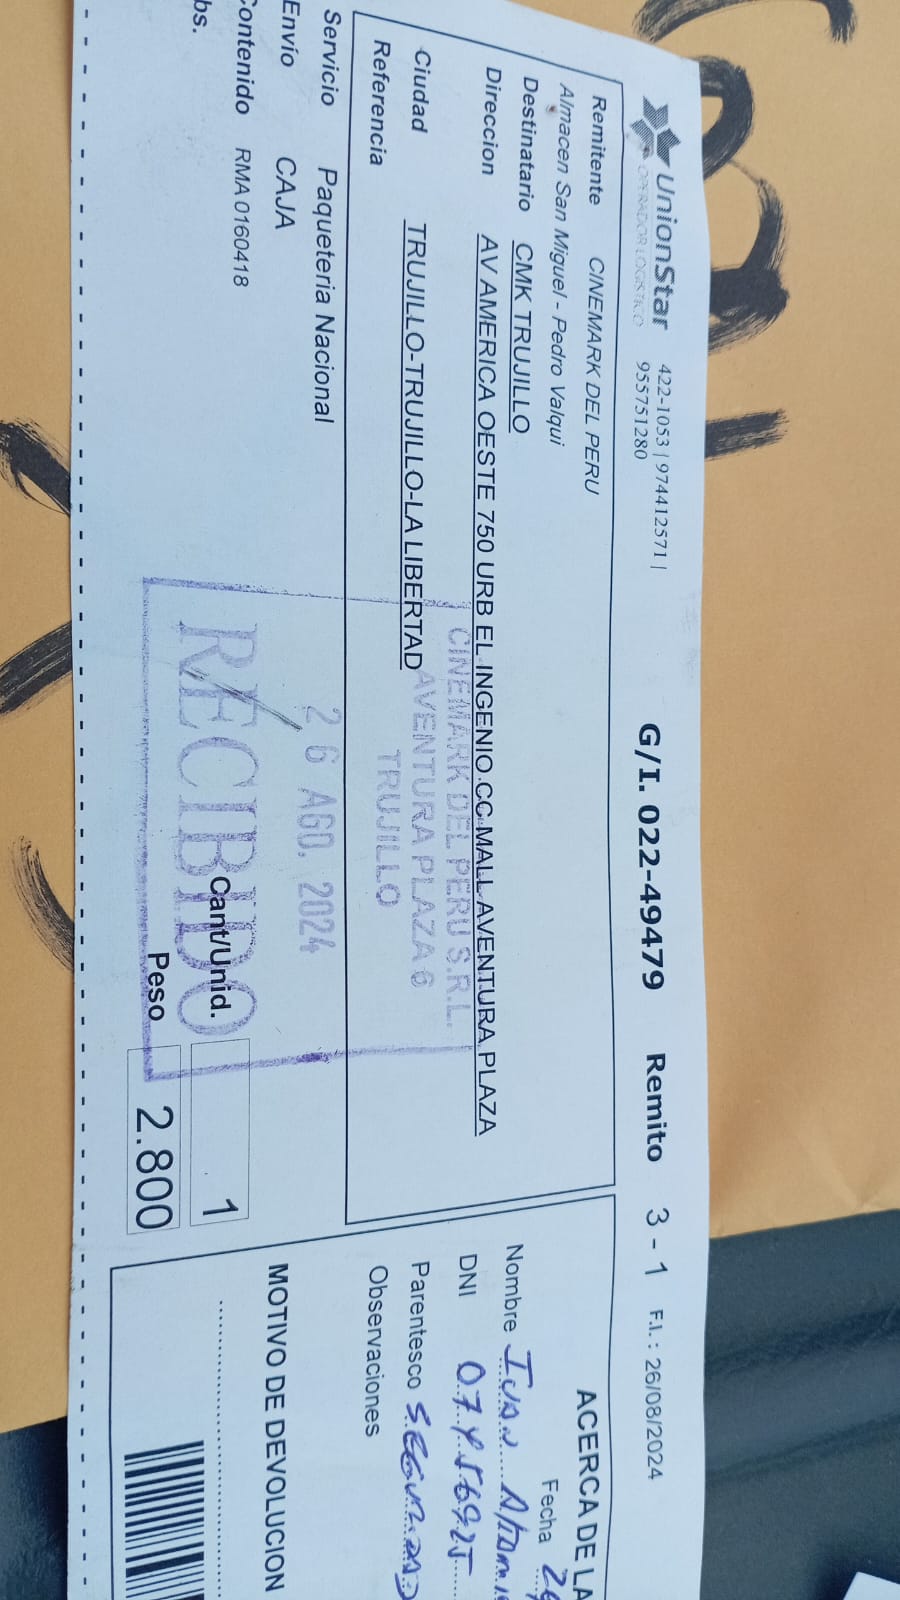 UnionStar
OPERADOR LOGISTICO
422-1053 | 974412571 |
955751280
G/I. 022-49479 Remito 3 - 1 F.I. : 26/08/2024
Remitente CINEMARK DEL PERU
Almacen San Miguel - Pedro Valqui
Destinatario CMK TRUJILLO
Direccion AV AMERICA OESTE 750 URB EL INGENIO.CC.MALL AVENTURA PLAZA
Ciudad TRUJILLO-TRUJILLO-LA LIBERTAD
Referencia
Servicio Paqueteria Nacional
Envío CAJA
Contenido RMA 0160418
bs.
CINEMARK DEL PERU S.R.L.
AVENTURA PLAZA 6
TRUJILLO
26 AGO. 2024
RECIBIDO
Cant/Unid. 1
Peso 2.800
ACERCA DE LA
Fecha
Nombre Ivan
DNI
Parentesco
Observaciones
MOTIVO DE DEVOLUCION